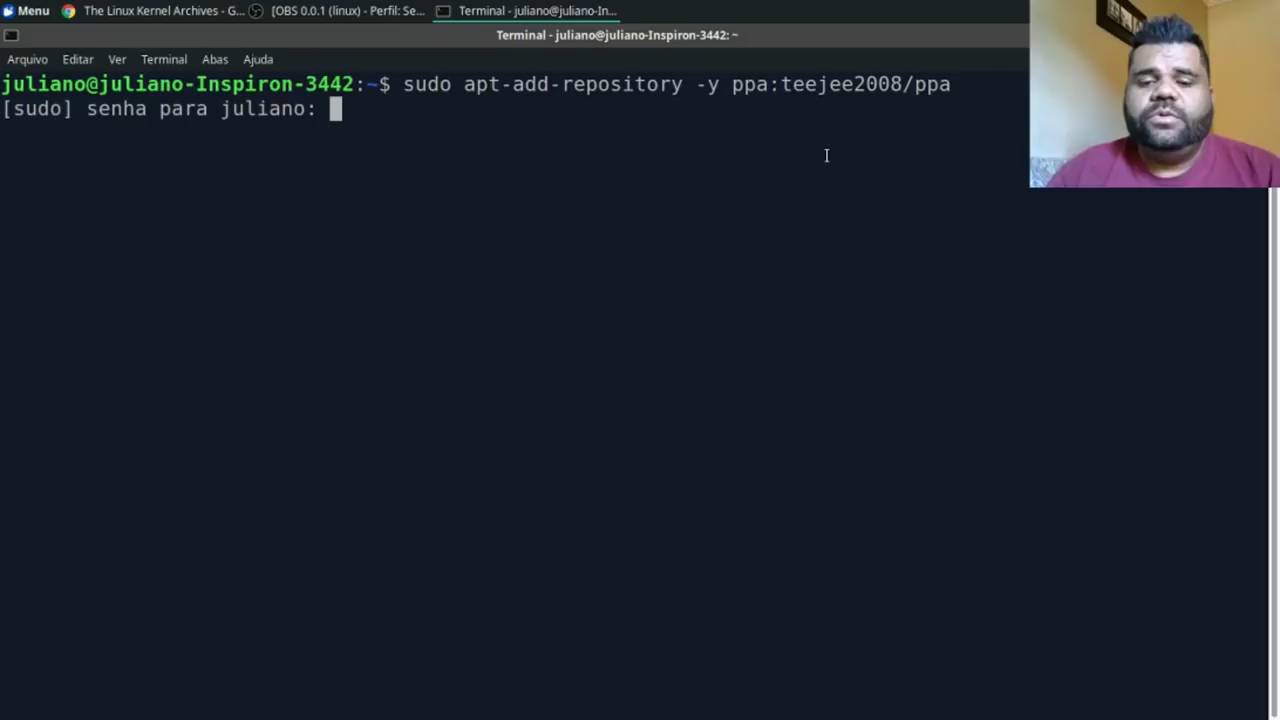 Menu The Linux Kernel Archives - G... [OBS 0.0.1 (linux) - Perfil: Se... Terminal - juliano@juliano-In...
Terminal - juliano@juliano-Inspiron-3442: ~
Arquivo Editar Ver Terminal Abas Ajuda
juliano@juliano-Inspiron-3442:~$ sudo apt-add-repository -y ppa:teejee2008/ppa
[sudo] senha para juliano: